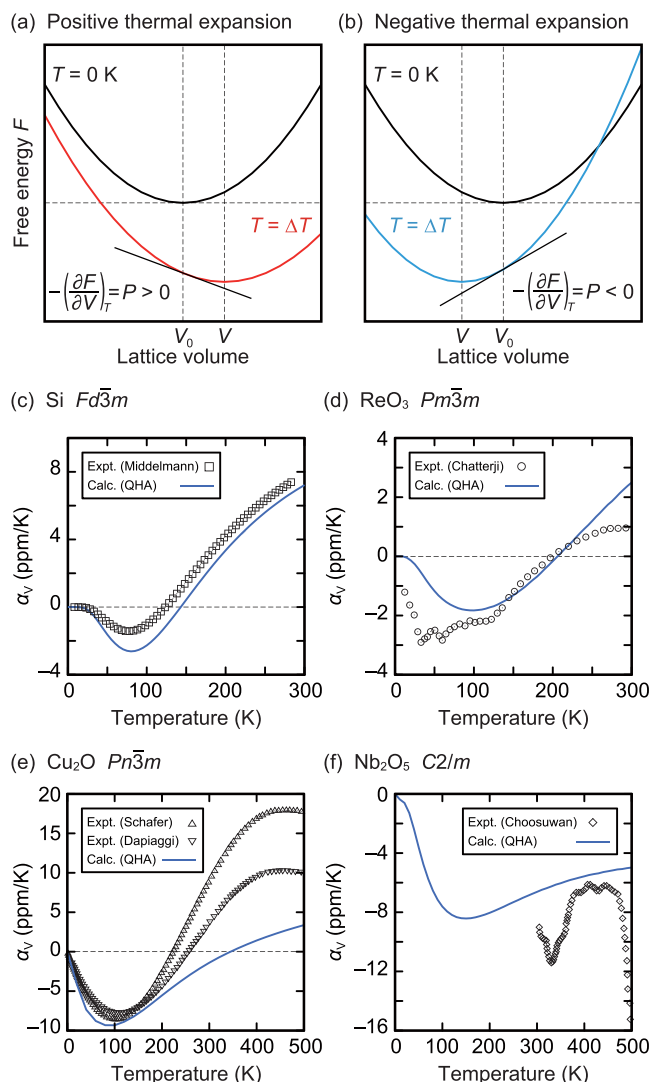 (a) Positive thermal expansion
T = 0 K
T = ΔT
−(∂F/∂V)T = P > 0
V0 V
Lattice volume
Free energy F
(b) Negative thermal expansion
T = 0 K
T = ΔT
−(∂F/∂V)T = P < 0
V V0
Lattice volume
(c) Si Fd3̅m
Expt. (Middelmann)
Calc. (QHA)
8
4
0
−4
0 100 200 300
αV (ppm/K)
Temperature (K)
(d) ReO3 Pm3̅m
Expt. (Chatterji)
Calc. (QHA)
4
2
0
−2
−4
0 100 200 300
αV (ppm/K)
Temperature (K)
(e) Cu2O Pn3̅m
Expt. (Schafer)
Expt. (Dapiaggi)
Calc. (QHA)
20
15
10
5
0
−5
−10
0 100 200 300 400 500
αV (ppm/K)
Temperature (K)
(f) Nb2O5 C2/m
Expt. (Choosuwan)
Calc. (QHA)
0
−4
−8
−12
−16
0 100 200 300 400 500
αV (ppm/K)
Temperature (K)